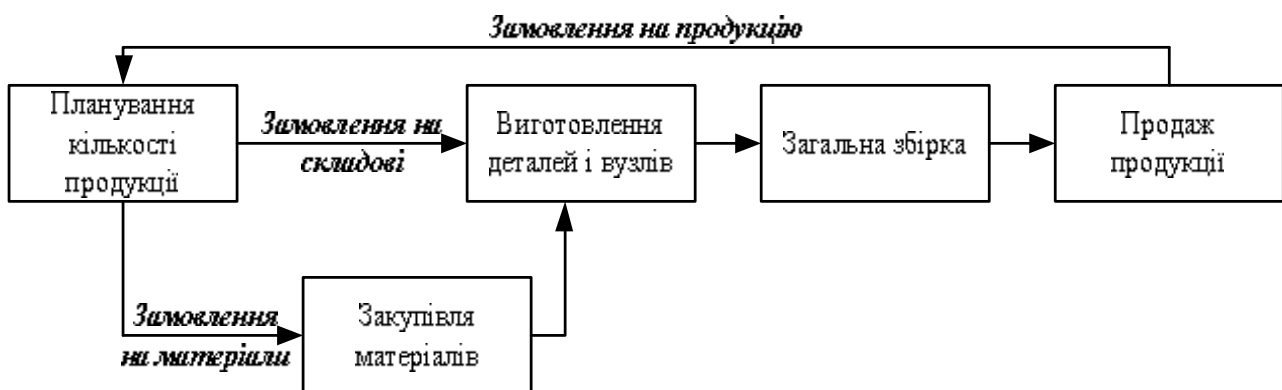 Замовлення на продукцію
Планування
кількості
продукції
Замовлення на
складові
Виготовлення
деталей і вузлів
Загальна збірка
Продаж
продукції
Замовлення
на матеріали
Закупівля
матеріалів